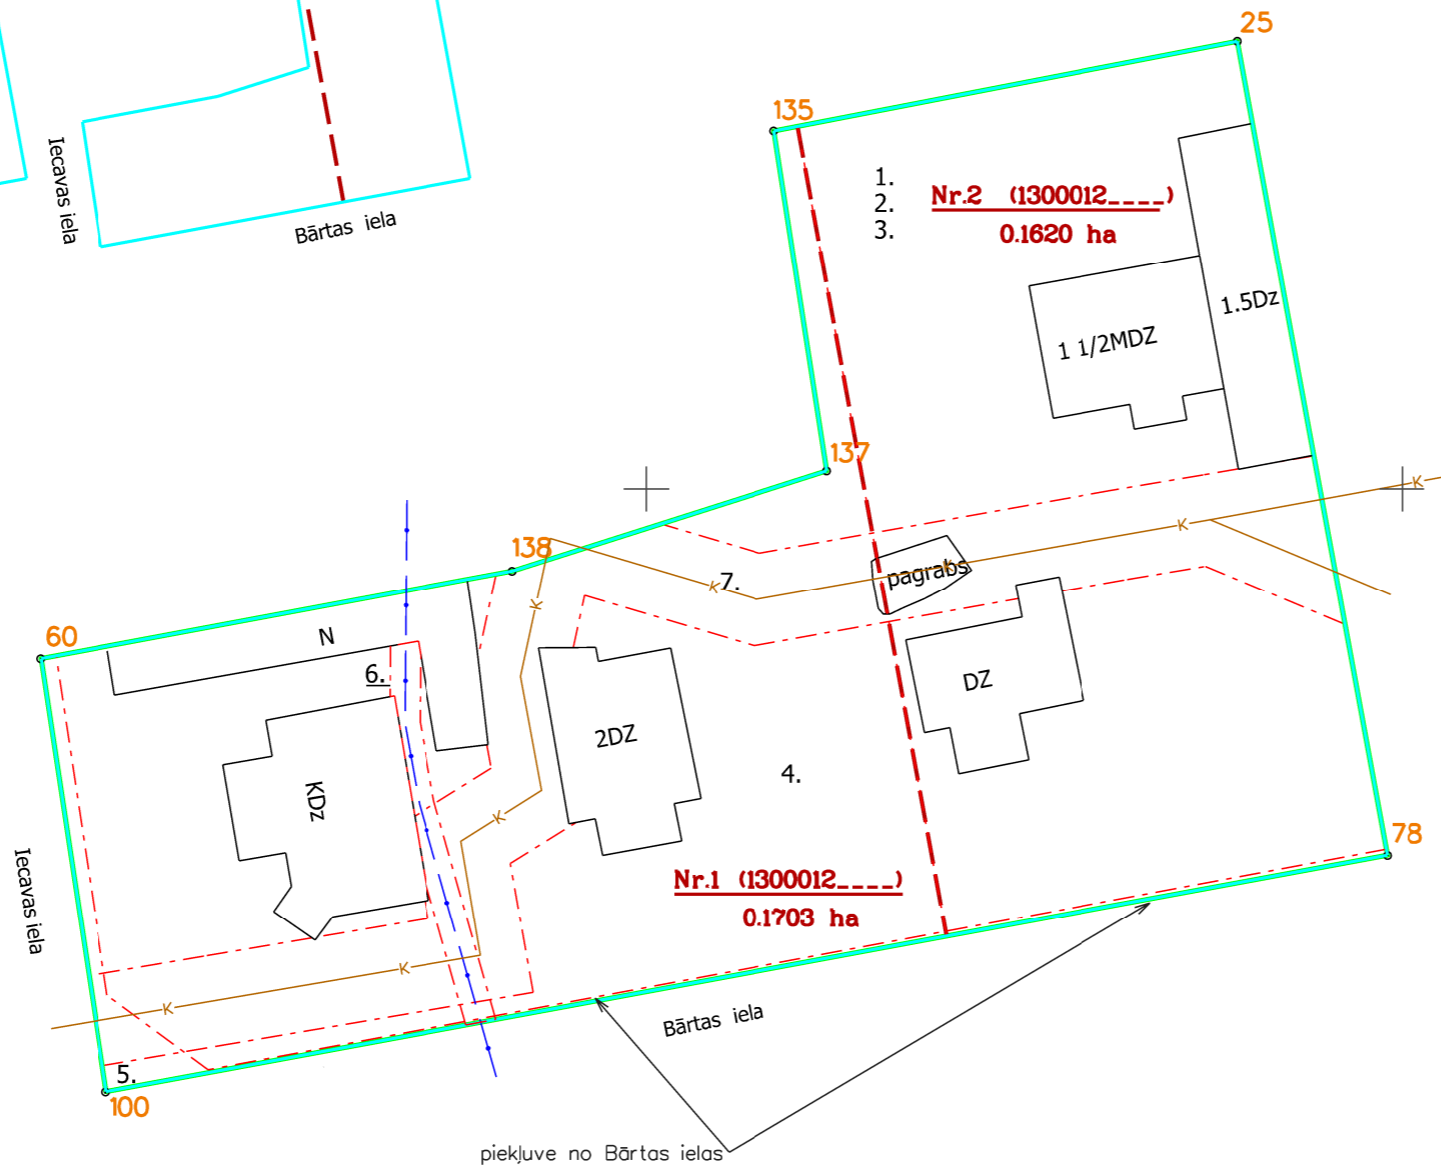 25
135
Iecavas iela
Bārtas iela
1.
2.
3.
Nr.2 (1300012____)
0.1620 ha
1.5Dz
1 1/2MDZ
137
K
K
138
K
pagrabs
7.
K
K
60
N
6.
DZ
2DZ
4.
KDz
K
78
Iecavas iela
Nr.1 (1300012____)
0.1703 ha
K
K
Bārtas iela
5.
100
piekļuve no Bārtas ielas